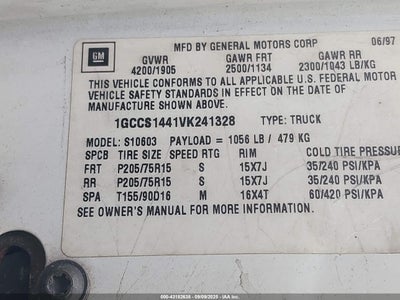 MFD BY GENERAL MOTORS CORP 06/97
GM GVWR GAWR FRT GAWR RR
4200/1905 2500/1134 2300/1043 LB/KG
THIS VEHICLE CONFORMS TO ALL APPLICABLE U.S. FEDERAL MOTOR
VEHICLE SAFETY STANDARDS IN EFFECT ON THE DATE OF
MANUFACTURE SHOWN ABOVE.
1GCCS1441VK241328 TYPE: TRUCK
MODEL: S10603 PAYLOAD = 1056 LB / 479 KG
SPCB TIRE SIZE SPEED RTG RIM COLD TIRE PRESSUR
FRT P205/75R15 S 15X7J 35/240 PSI/KPA
RR P205/75R15 S 15X7J 35/240 PSI/KPA
SPA T155/90D16 M 16X4T 60/420 PSI/KPA
SEE OWNER'S MANUAL FOR MORE INFORMATION.